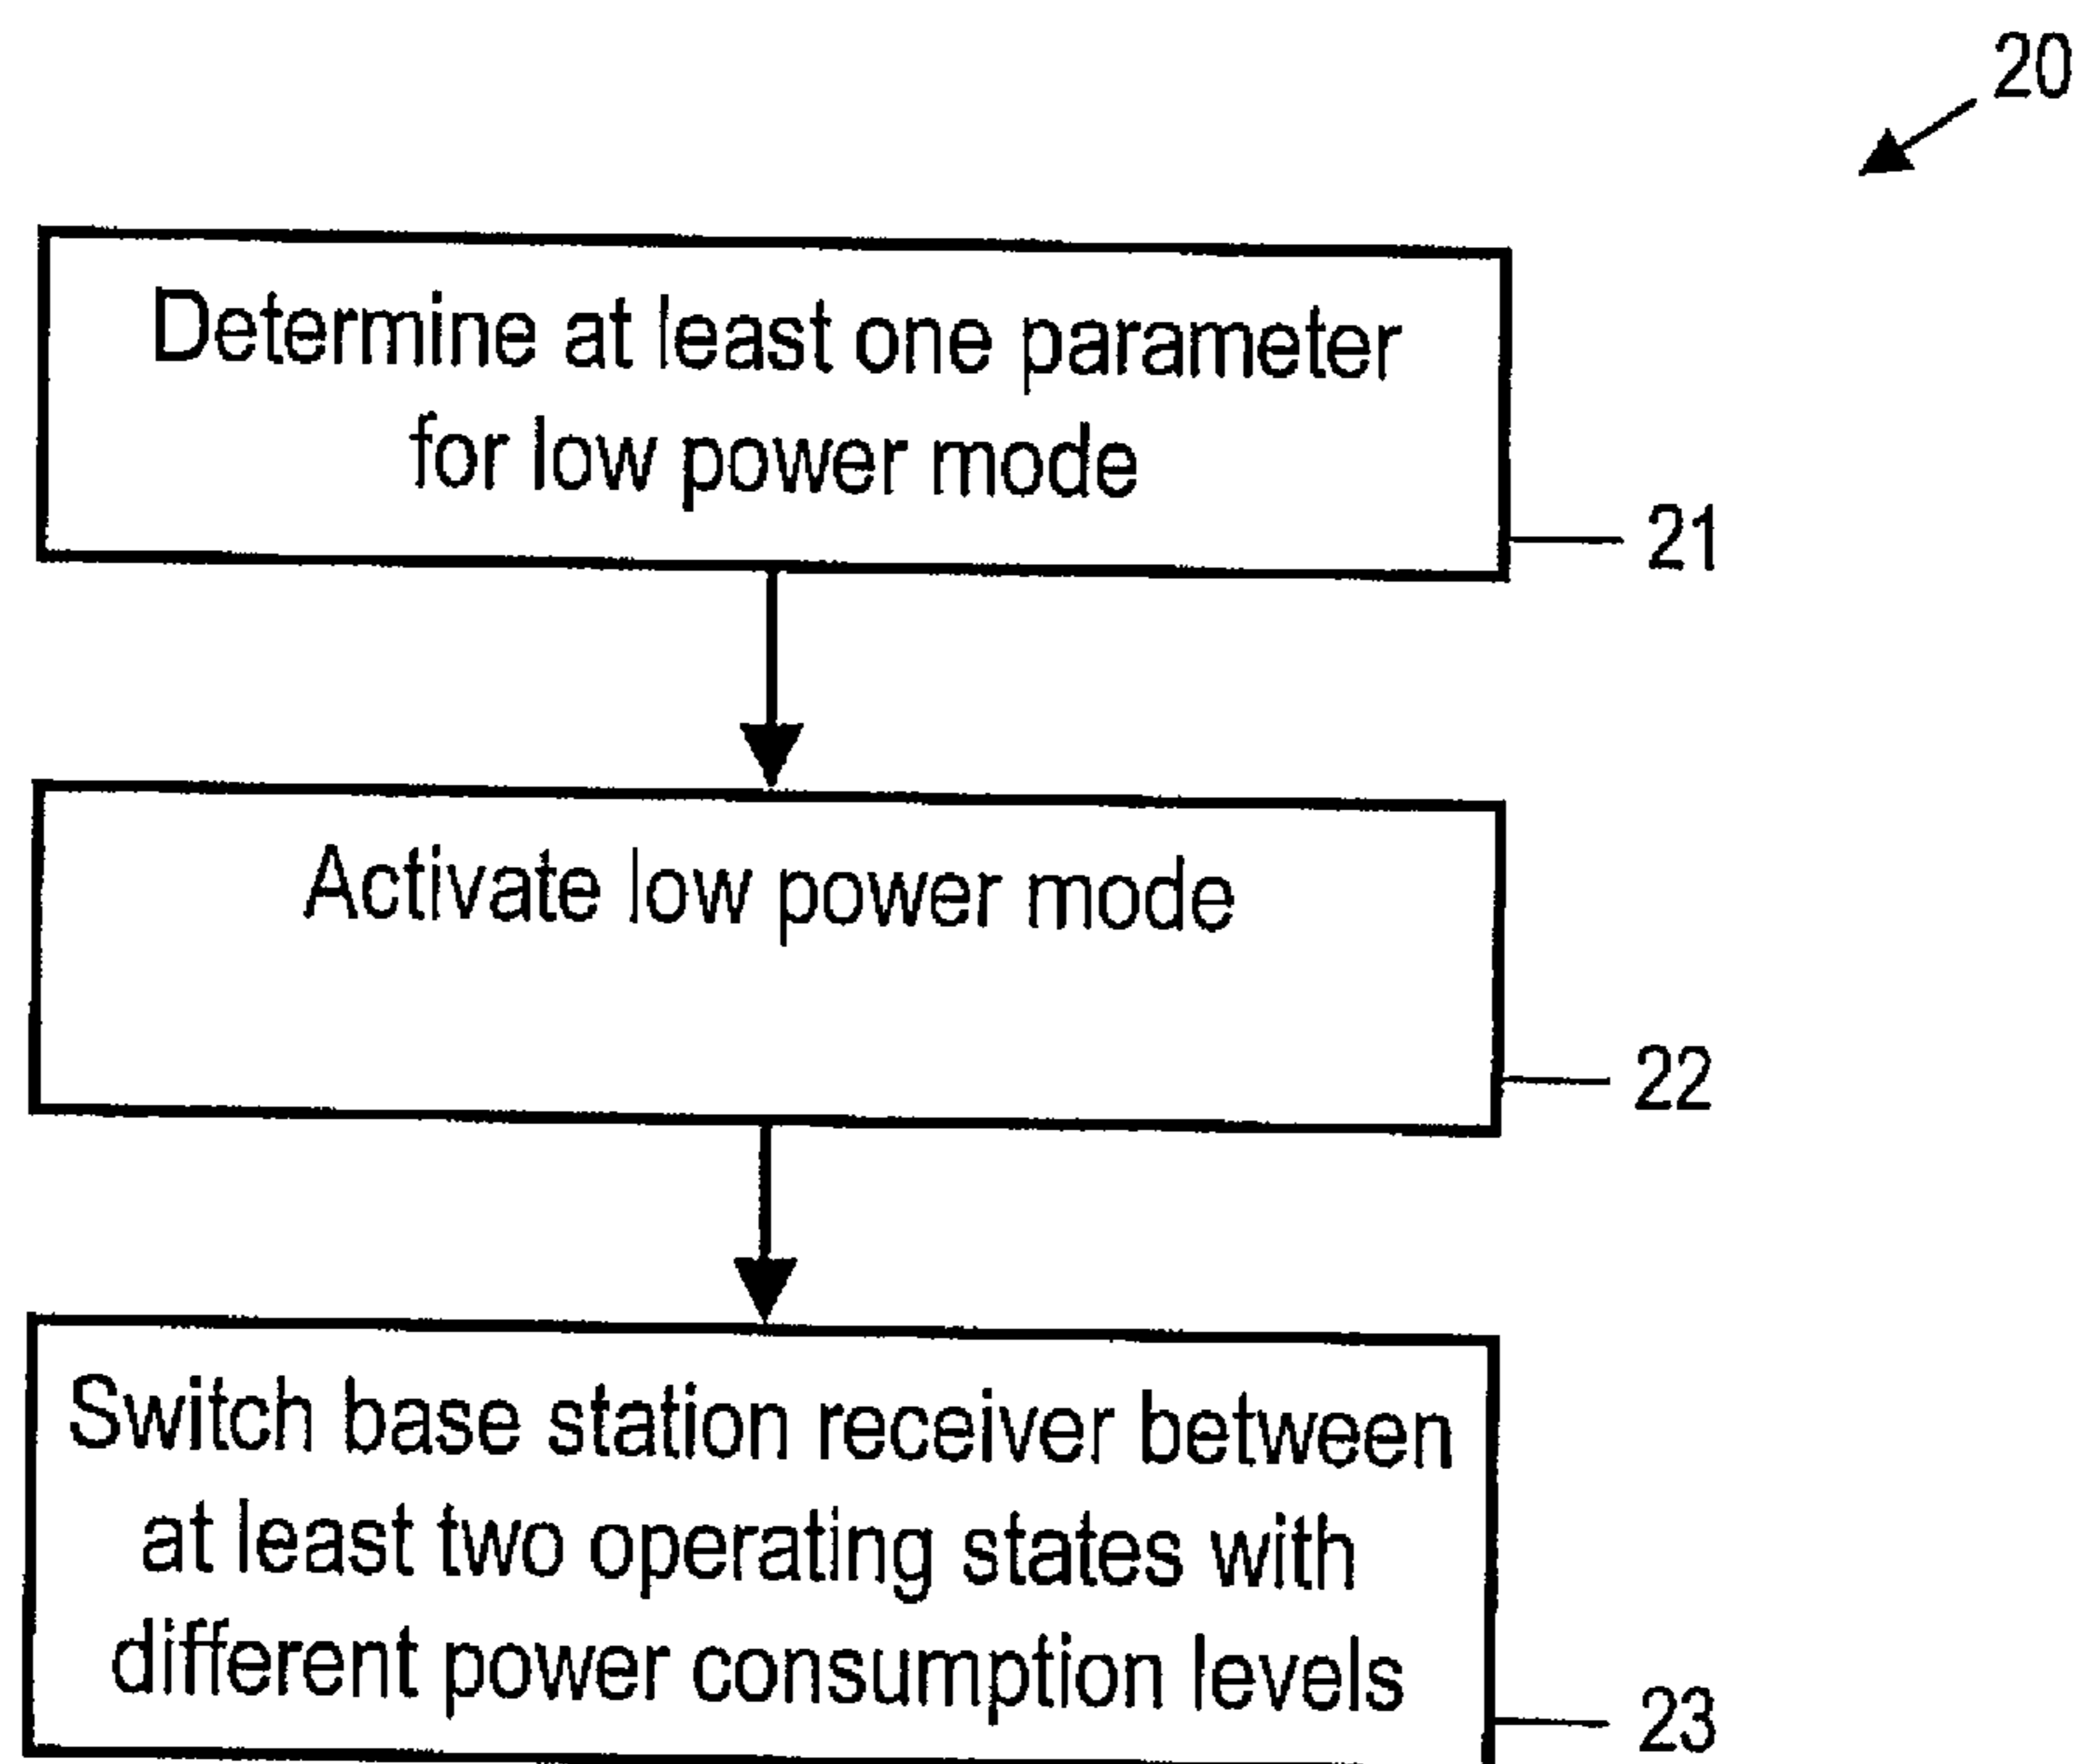 20
Determine at least one parameter
for low power mode
21
Activate low power mode
22
Switch base station receiver between
at least two operating states with
different power consumption levels
23